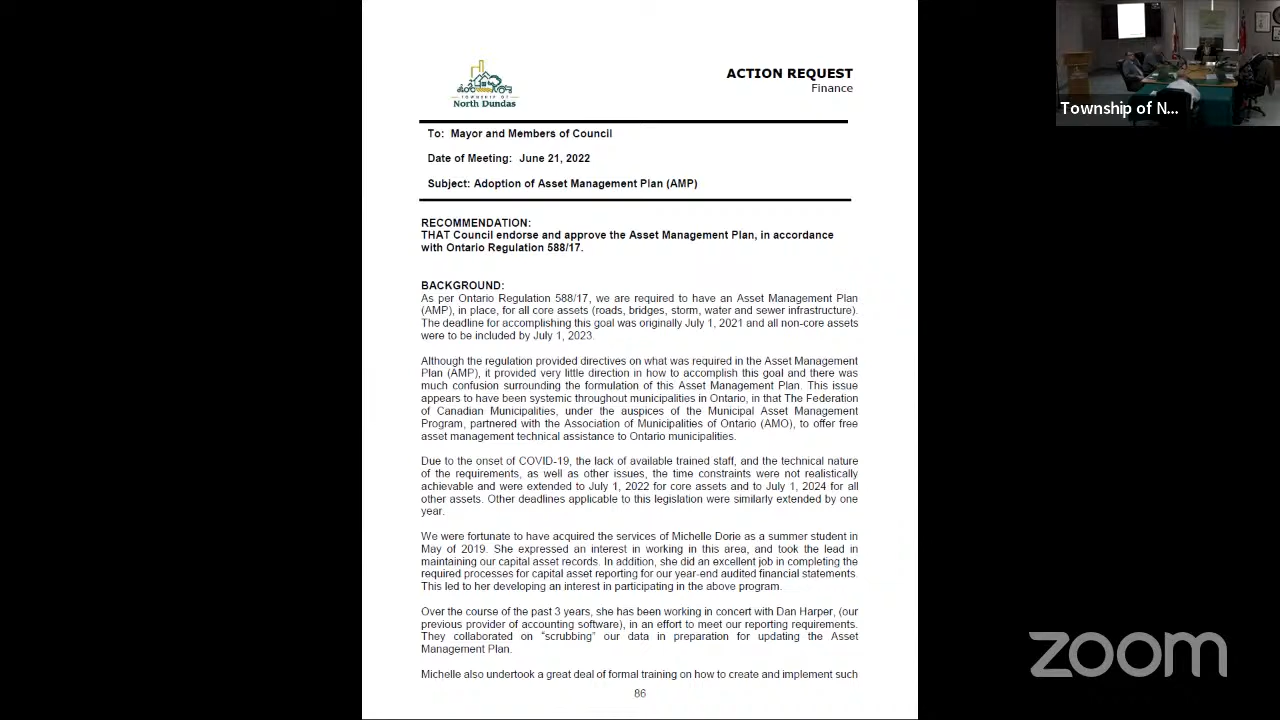 TOWNSHIP OF
North Dundas
ACTION REQUEST
Finance
Township of N...
To: Mayor and Members of Council
Date of Meeting: June 21, 2022
Subject: Adoption of Asset Management Plan (AMP)
RECOMMENDATION:
THAT Council endorse and approve the Asset Management Plan, in accordance
with Ontario Regulation 588/17.
BACKGROUND:
As per Ontario Regulation 588/17, we are required to have an Asset Management Plan
(AMP), in place, for all core assets (roads, bridges, storm, water and sewer infrastructure).
The deadline for accomplishing this goal was originally July 1, 2021 and all non-core assets
were to be included by July 1, 2023.
Although the regulation provided directives on what was required in the Asset Management
Plan (AMP), it provided very little direction in how to accomplish this goal and there was
much confusion surrounding the formulation of this Asset Management Plan. This issue
appears to have been systemic throughout municipalities in Ontario, in that The Federation
of Canadian Municipalities, under the auspices of the Municipal Asset Management
Program, partnered with the Association of Municipalities of Ontario (AMO), to offer free
asset management technical assistance to Ontario municipalities.
Due to the onset of COVID-19, the lack of available trained staff, and the technical nature
of the requirements, as well as other issues, the time constraints were not realistically
achievable and were extended to July 1, 2022 for core assets and to July 1, 2024 for all
other assets. Other deadlines applicable to this legislation were similarly extended by one
year.
We were fortunate to have acquired the services of Michelle Dorie as a summer student in
May of 2019. She expressed an interest in working in this area, and took the lead in
maintaining our capital asset records. In addition, she did an excellent job in completing the
required processes for capital asset reporting for our year-end audited financial statements.
This led to her developing an interest in participating in the above program.
Over the course of the past 3 years, she has been working in concert with Dan Harper, (our
previous provider of accounting software), in an effort to meet our reporting requirements.
They collaborated on “scrubbing” our data in preparation for updating the Asset
Management Plan.
Michelle also undertook a great deal of formal training on how to create and implement such
86
zoom